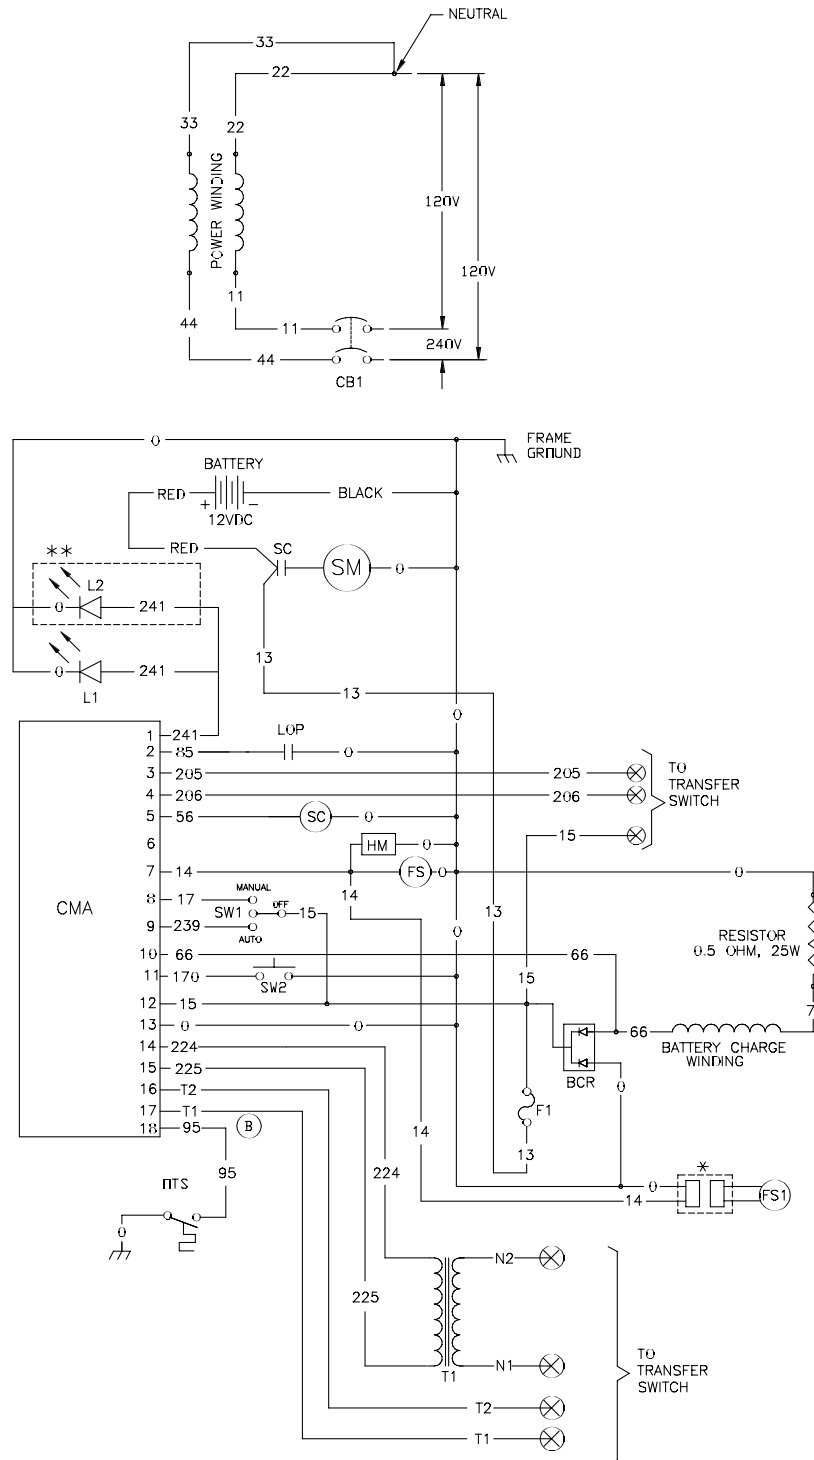 NEUTRAL
33
22
33
22
POWER WINDING
120V
120V
11
44
11
240V
44
CB1
0
FRAME
GROUND
BATTERY
RED
+
-
BLACK
12VDC
**
RED
SC
SM
0
L2
0
241
13
0
241
L1
13
0
1
241
LOP
2
85
0
3
205
205
TO
TRANSFER
SWITCH
4
206
206
5
56
SC
0
15
6
HM
0
7
14
FS
0
0
CMA
14
8
17
MANUAL
SW1
OFF
15
13
9
239
AUTO
0
RESISTOR
0.5 OHM, 25W
10
66
66
11
170
SW2
15
12
15
7
13
0
0
66
BATTERY CHARGE
WINDING
14
224
BCR
15
225
0
16
T2
F1
17
T1
18
95
B
14
13
95
224
OTS
*
0
14
FS1
0
N2
225
N1
T1
TO
TRANSFER
SWITCH
T2
T1